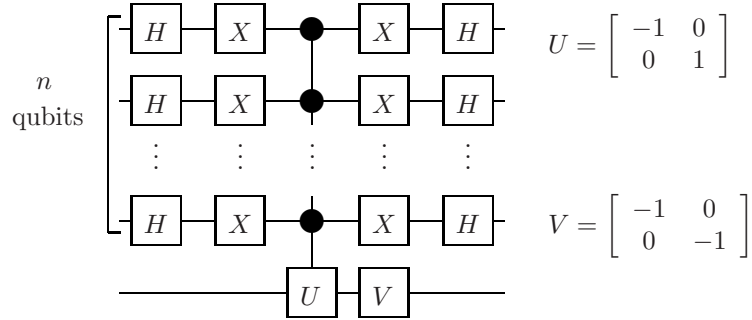 H X X H U = [ −1 0
0 1 ]
n
qubits
H X X H
⋮ ⋮ ⋮ ⋮ ⋮
H X X H V = [ −1 0
0 −1 ]
U V